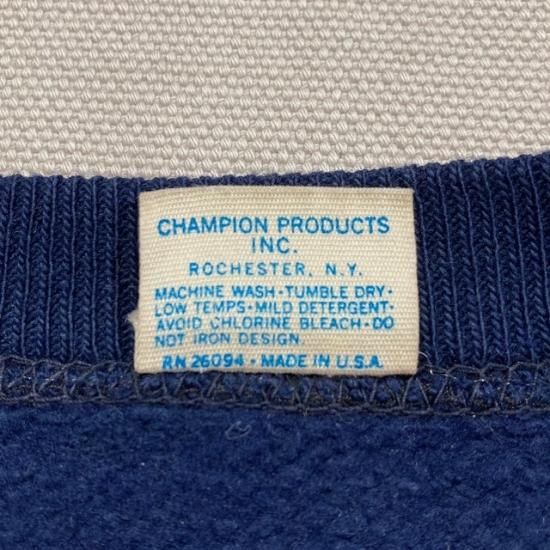 CHAMPION PRODUCTS
INC.
ROCHESTER, N.Y.
MACHINE WASH·TUMBLE DRY·
LOW TEMPS·MILD DETERGENT·
AVOID CHLORINE BLEACH·DO
NOT IRON DESIGN.
RN 26094 · MADE IN U.S.A.